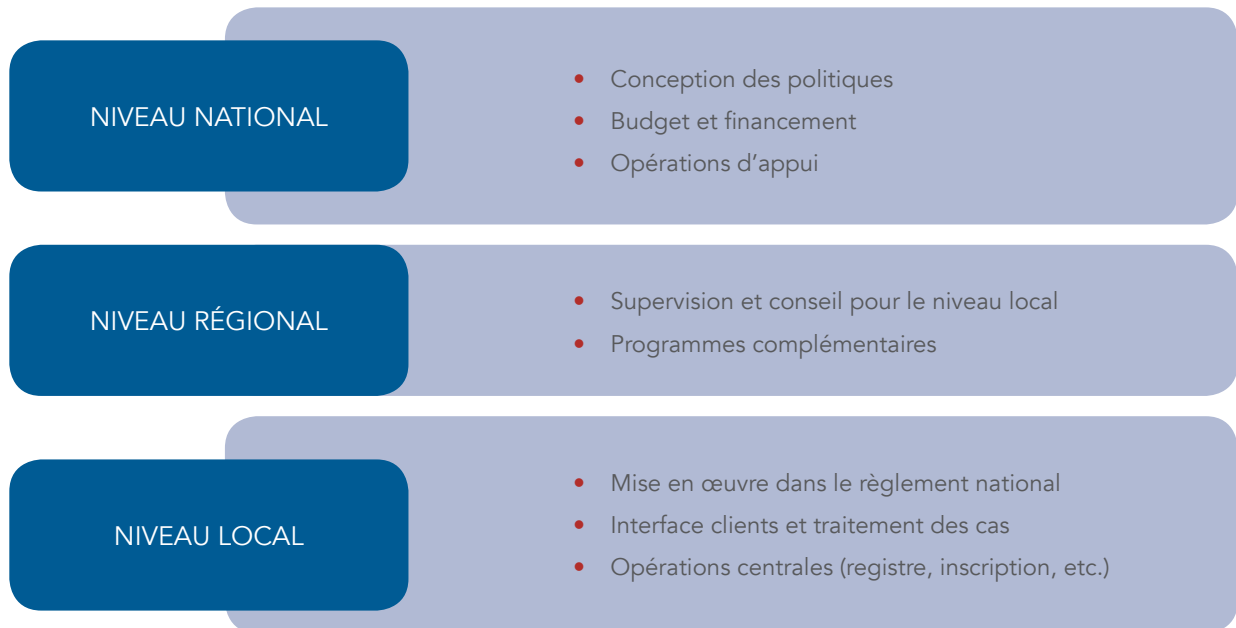 NIVEAU NATIONAL
• Conception des politiques
• Budget et financement
• Opérations d’appui
NIVEAU RÉGIONAL
• Supervision et conseil pour le niveau local
• Programmes complémentaires
NIVEAU LOCAL
• Mise en œuvre dans le règlement national
• Interface clients et traitement des cas
• Opérations centrales (registre, inscription, etc.)